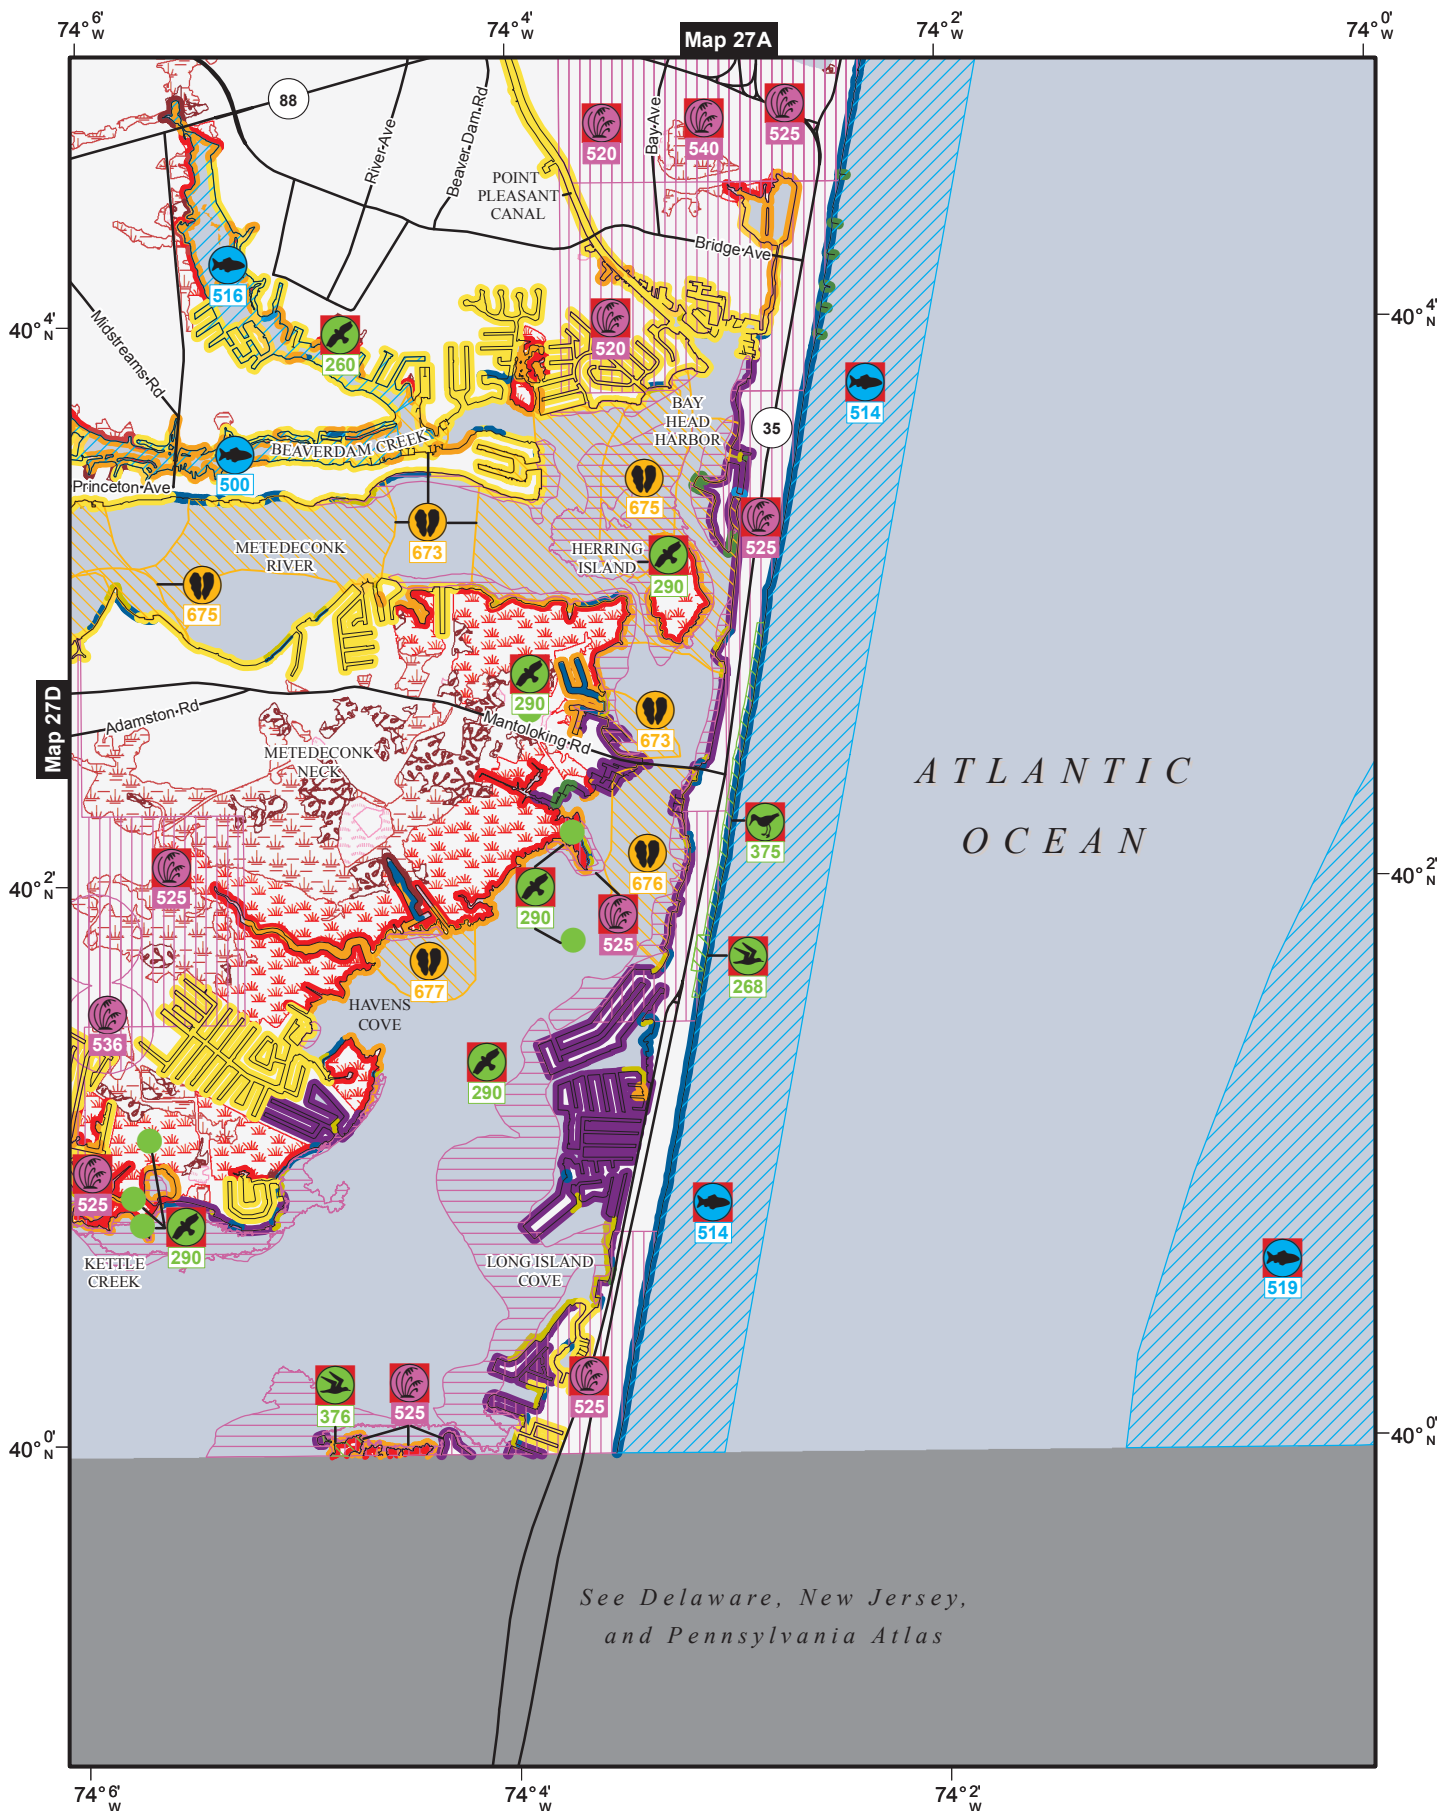 74° 6' W
74° 4' W
Map 27A
74° 2' W
74° 0' W
88
River Ave
Beaver Dam Rd
Bay Ave
520
540
525
POINT
PLEASANT
CANAL
Bridge Ave
516
260
40° 4' N
40° 4' N
Midstreams Rd
520
514
BAY
HEAD
HARBOR
35
BEAVERDAM CREEK
500
Princeton Ave
675
673
525
METEDECONK
RIVER
HERRING
ISLAND
290
675
290
Map 27D
Adamston Rd
Mantoloking Rd
673
METEDECONK
NECK
ATLANTIC
OCEAN
375
676
40° 2' N
40° 2' N
525
290
525
677
268
HAVENS
COVE
536
290
525
514
290
KETTLE
CREEK
LONG ISLAND
COVE
519
376
525
525
40° 0' N
40° 0' N
See Delaware, New Jersey,
and Pennsylvania Atlas
74° 6' W
74° 4' W
74° 2' W